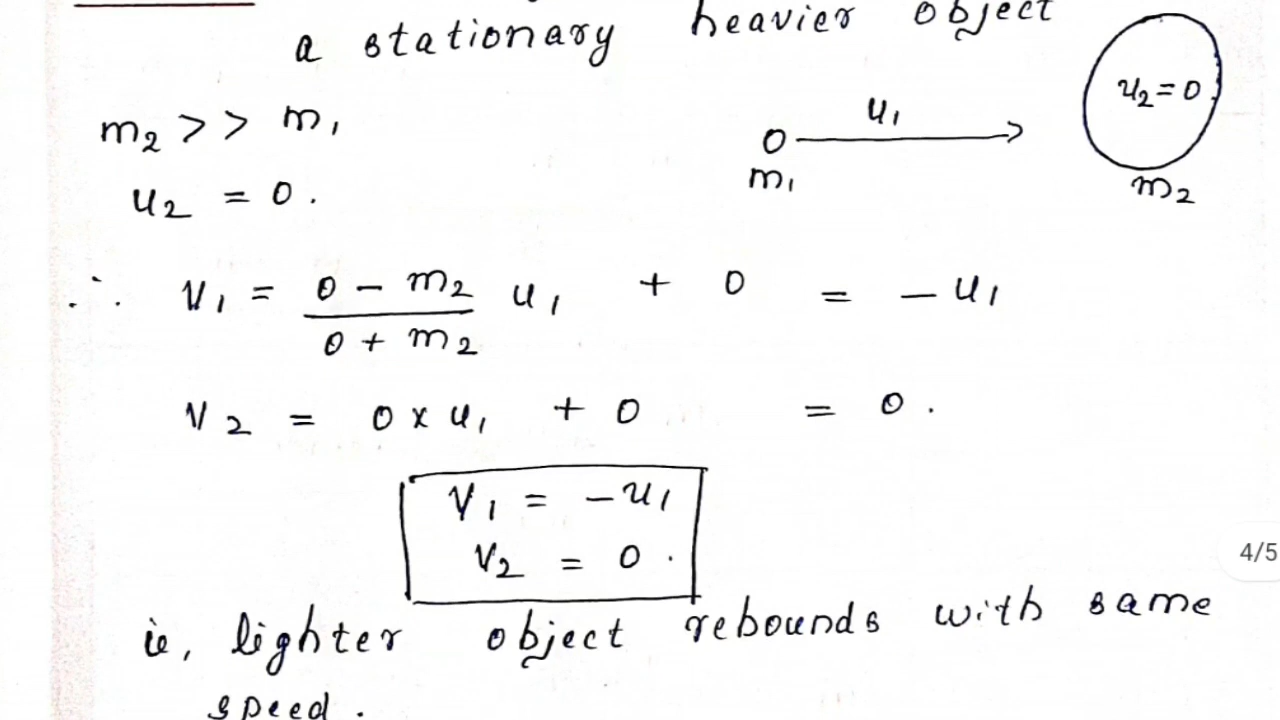 a stationary heavier object
m₂ >> m₁
u₂ = 0.
u₁
m₁
u₂ = 0
m₂
∴ V₁ = (0 - m₂)/(0 + m₂) u₁ + 0 = - u₁
V₂ = 0 x u₁ + 0 = 0.
V₁ = - u₁
V₂ = 0.
4/5
ie, lighter object rebounds with same
speed.